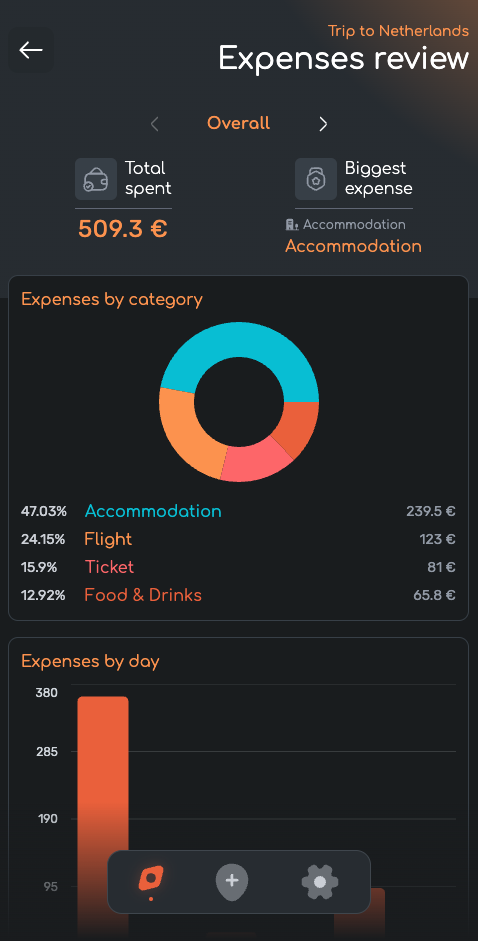 Trip to Netherlands
Expenses review
Overall
Total
spent
509.3 €
Biggest
expense
Accommodation
Accommodation
Expenses by category
47.03% Accommodation 239.5 €
24.15% Flight 123 €
15.9% Ticket 81 €
12.92% Food & Drinks 65.8 €
Expenses by day
380
285
190
95